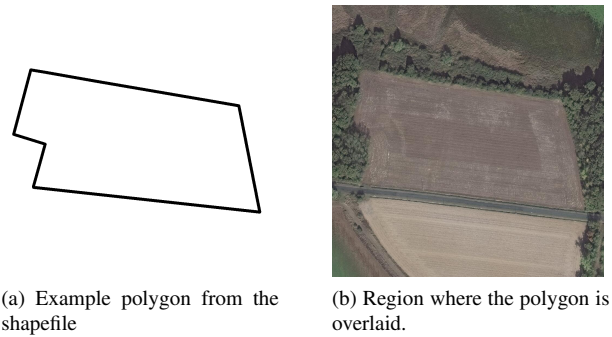 (a) Example polygon from the
shapefile
(b) Region where the polygon is
overlaid.